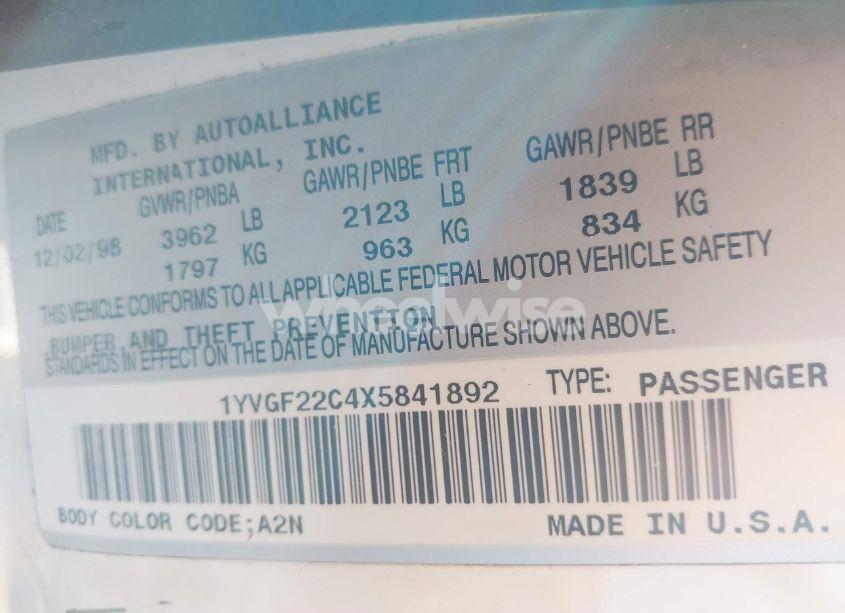 MFD. BY AUTOALLIANCE
INTERNATIONAL, INC.
DATE GVWR/PNBA GAWR/PNBE FRT GAWR/PNBE RR
12/02/98 3962 LB 2123 LB 1839 LB
1797 KG 963 KG 834 KG
THIS VEHICLE CONFORMS TO ALL APPLICABLE FEDERAL MOTOR VEHICLE SAFETY
BUMPER AND THEFT PREVENTION
STANDARDS IN EFFECT ON THE DATE OF MANUFACTURE SHOWN ABOVE.
wheelwise
1YVGF22C4X5841892 TYPE: PASSENGER
BODY COLOR CODE;A2N MADE IN U.S.A.